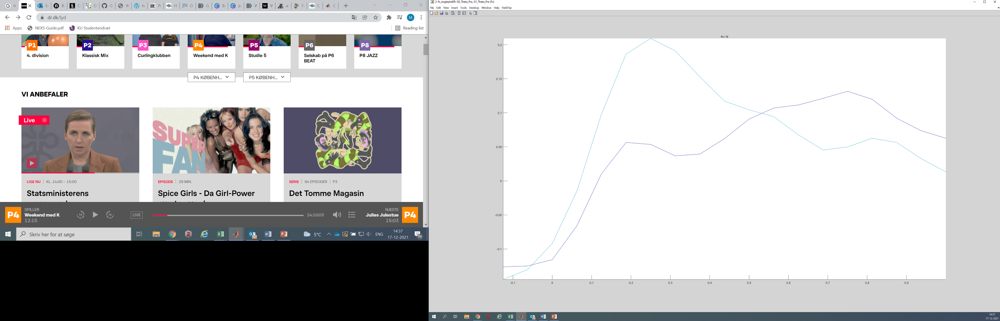 tr
E
B
C
O
G
W
tv
iit
P
H
JN D
G
B
ju
W
W W
a
F
C
C
dr.dk/lyd
M
Apps NEXS-Guide.pdf KU Studenteridræt Reading list
P1 P2 P3 P4 P5 P6 P8
4. division Klassisk Mix Curlingklubben Weekend med K Studie 5 Selskab på P6 P8 JAZZ
BEAT
P4 KØBENH... P5 KØBENH...
VI ANBEFALER
Live
SUPER
FAN
LIGE NU KL. 14:00 – 15:00
EPISODE 39 MIN.
SERIE 94 EPISODER P3
Statsministerens
Spice Girls - Da Girl-Power
Det Tomme Magasin
P4
SPILLER
Weekend med K
12:15
15 15
LIVE
14:10:03
NÆSTE
Julies Julestue
15:03
P4
Skriv her for at søge
5°C ENG
14:37
17-12-2021
19
2: ft_singleplotER: G0_Theta_Pre, G1_Theta_Pre (Fz)
File Edit View Insert Tools Desktop Window Help FieldTrip
Fz / 12
0.2
0.15
0.1
0.05
0
-0.05
-0.1
-0.1 0 0.1 0.2 0.3 0.4 0.5 0.6 0.7 0.8 0.9
14:37
17-12-2021